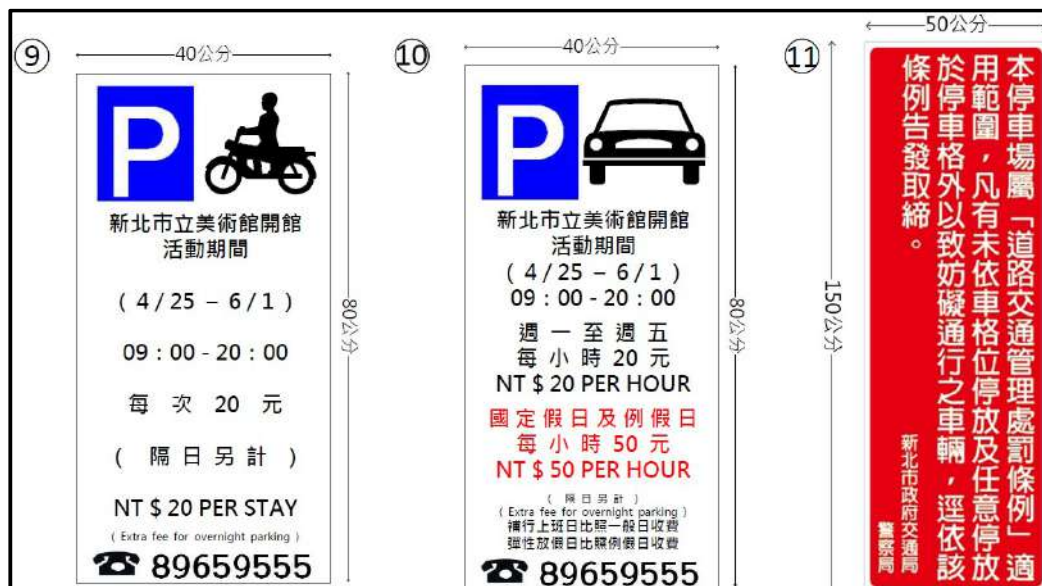 ⑨
40公分
80公分
P
新北市立美術館開館
活動期間
( 4/25 – 6/1 )
09：00 - 20：00
每 次 20 元
( 隔 日 另 計 )
NT $ 20 PER STAY
( Extra fee for overnight parking )
☎ 89659555
⑩
40公分
80公分
P
新北市立美術館開館
活動期間
( 4/25 – 6/1 )
09：00 - 20：00
週 一 至 週 五
每 小 時 20 元
NT $ 20 PER HOUR
國定假日及例假日
每 小 時 50 元
NT $ 50 PER HOUR
( 隔 日 另 計 )
( Extra fee for overnight parking )
補行上班日比照一般日收費
彈性放假日比照例假日收費
☎ 89659555
⑪
50公分
150公分
本停車場屬「道路交通管理處罰條例」適
用範圍，凡有未依車格位停放及任意停放
於停車格外以致妨礙通行之車輛，逕依該
條例告發取締。
新北市政府交通局
警察局